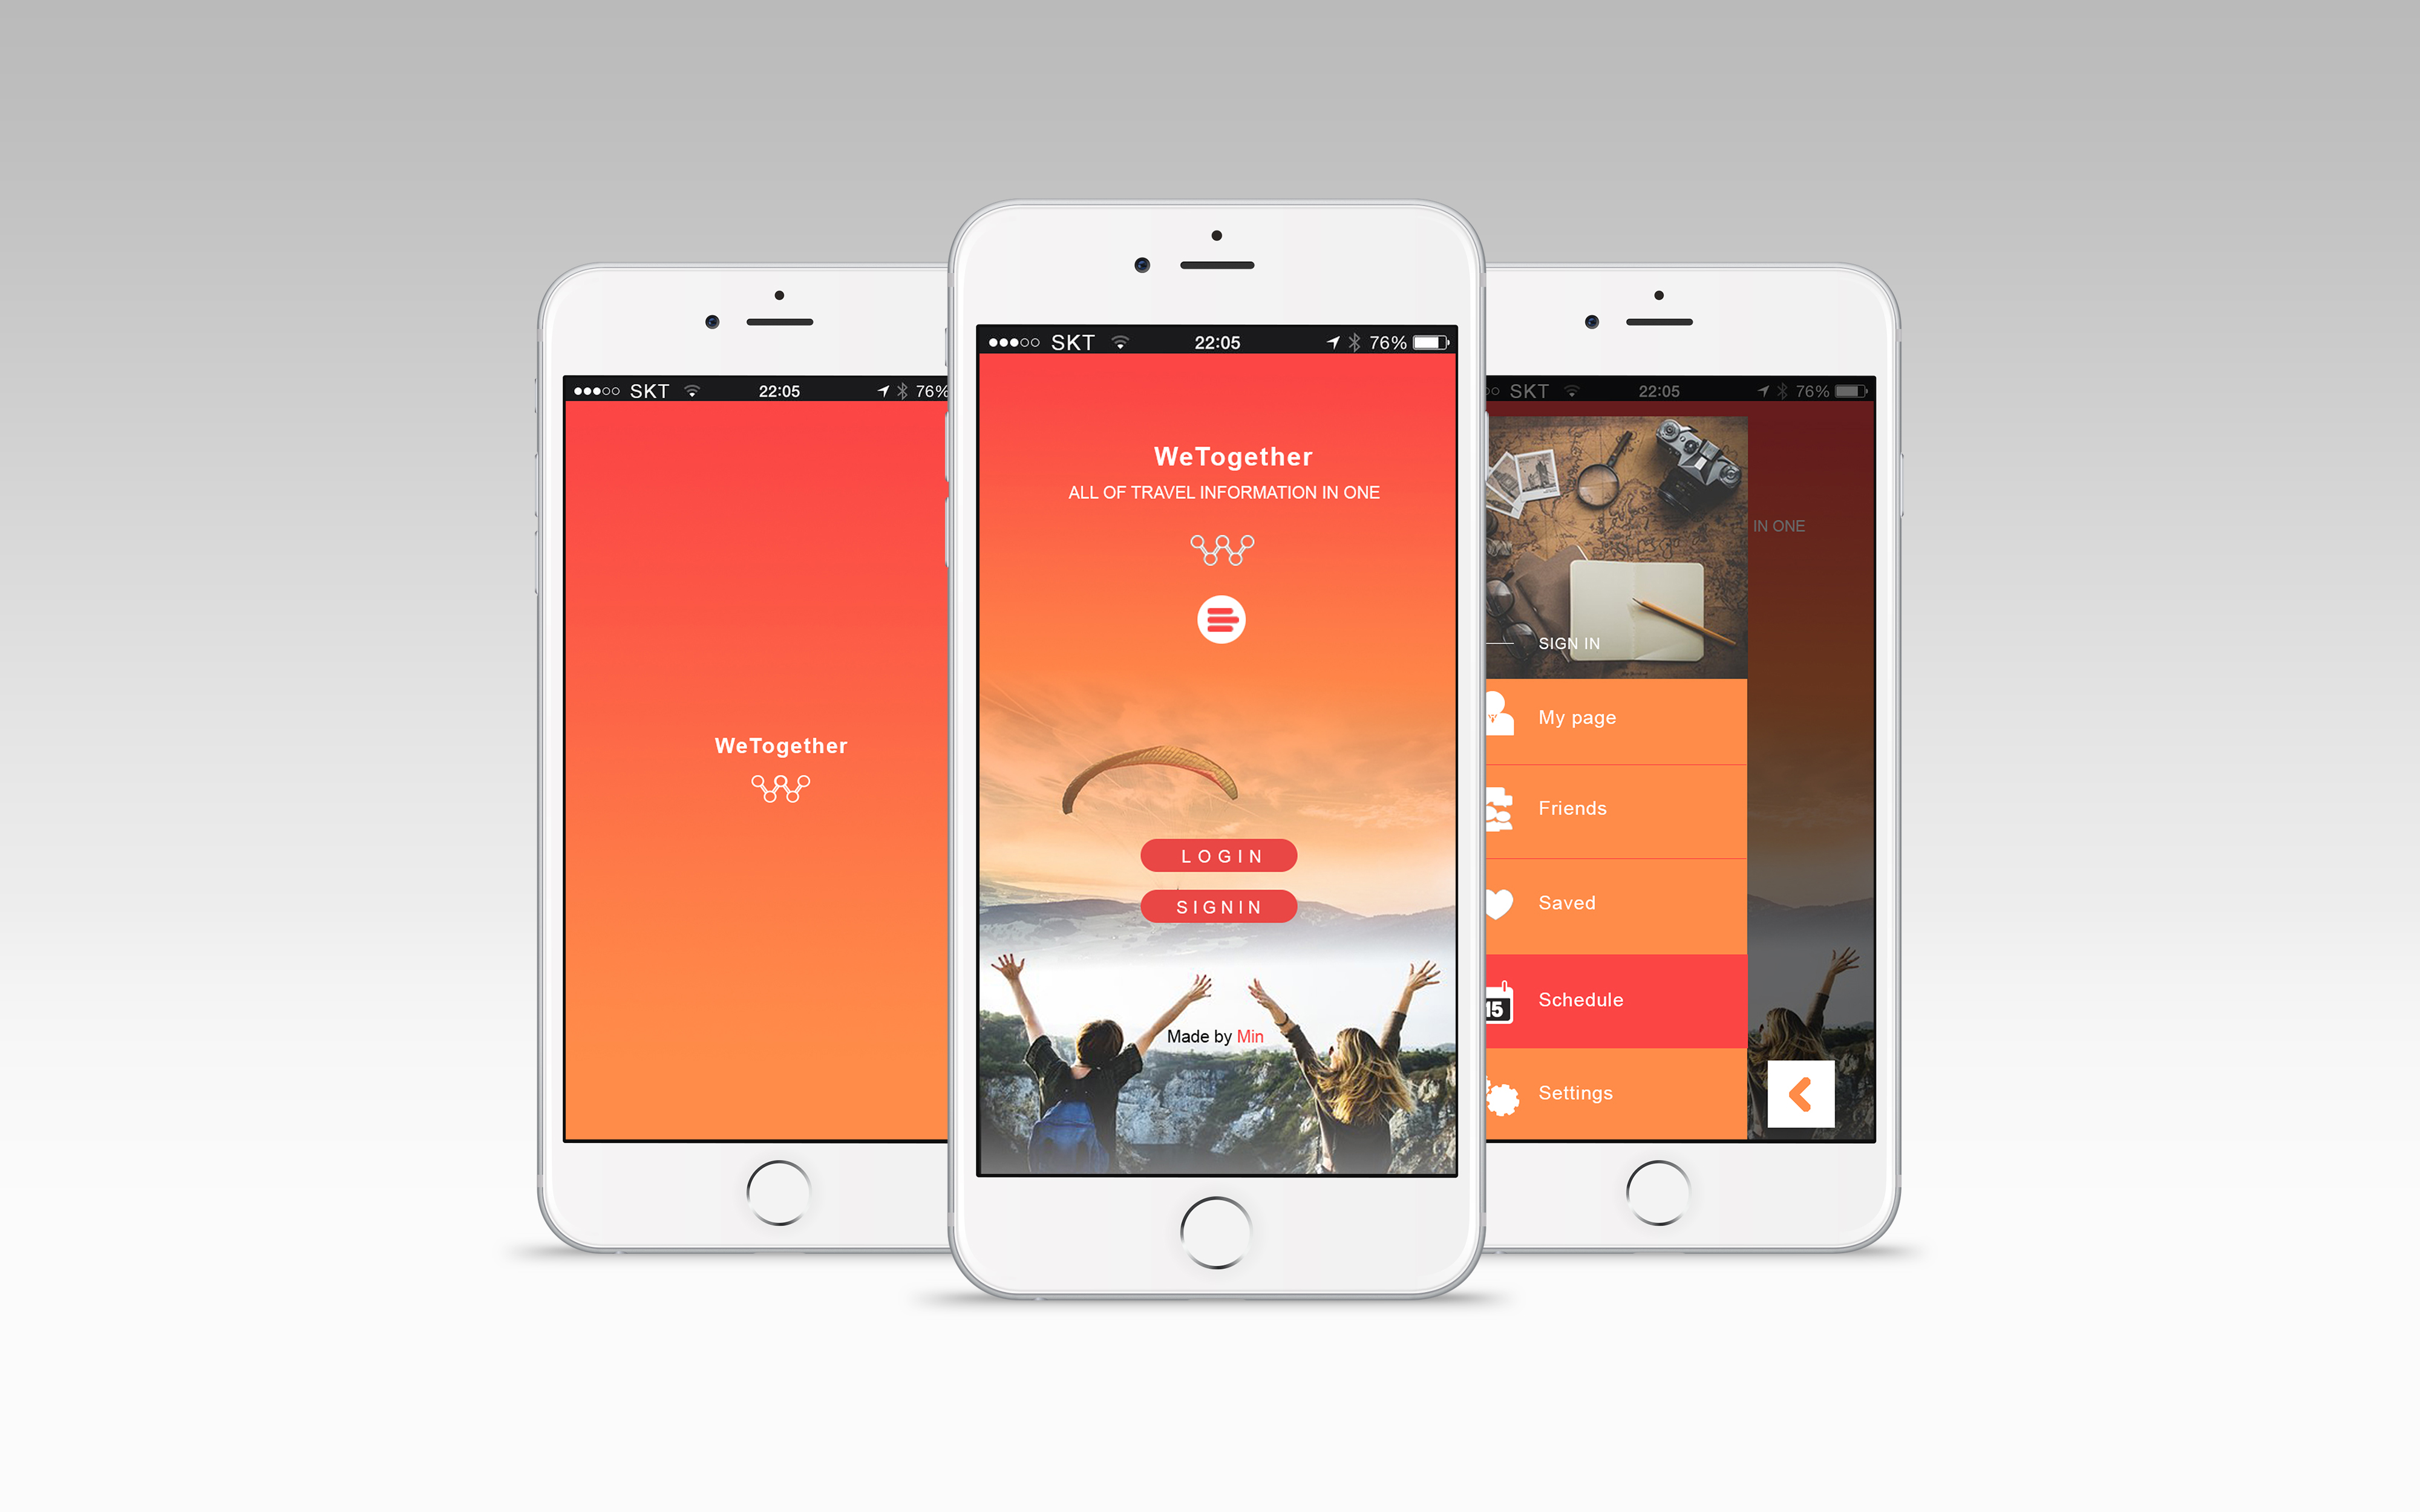 SKT 22:05 76%
WeTogether
SKT 22:05 76%
WeTogether
ALL OF TRAVEL INFORMATION IN ONE
LOGIN
SIGNIN
Made by Min
SKT 22:05 76%
IN ONE
SIGN IN
My page
Friends
Saved
15
Schedule
Settings